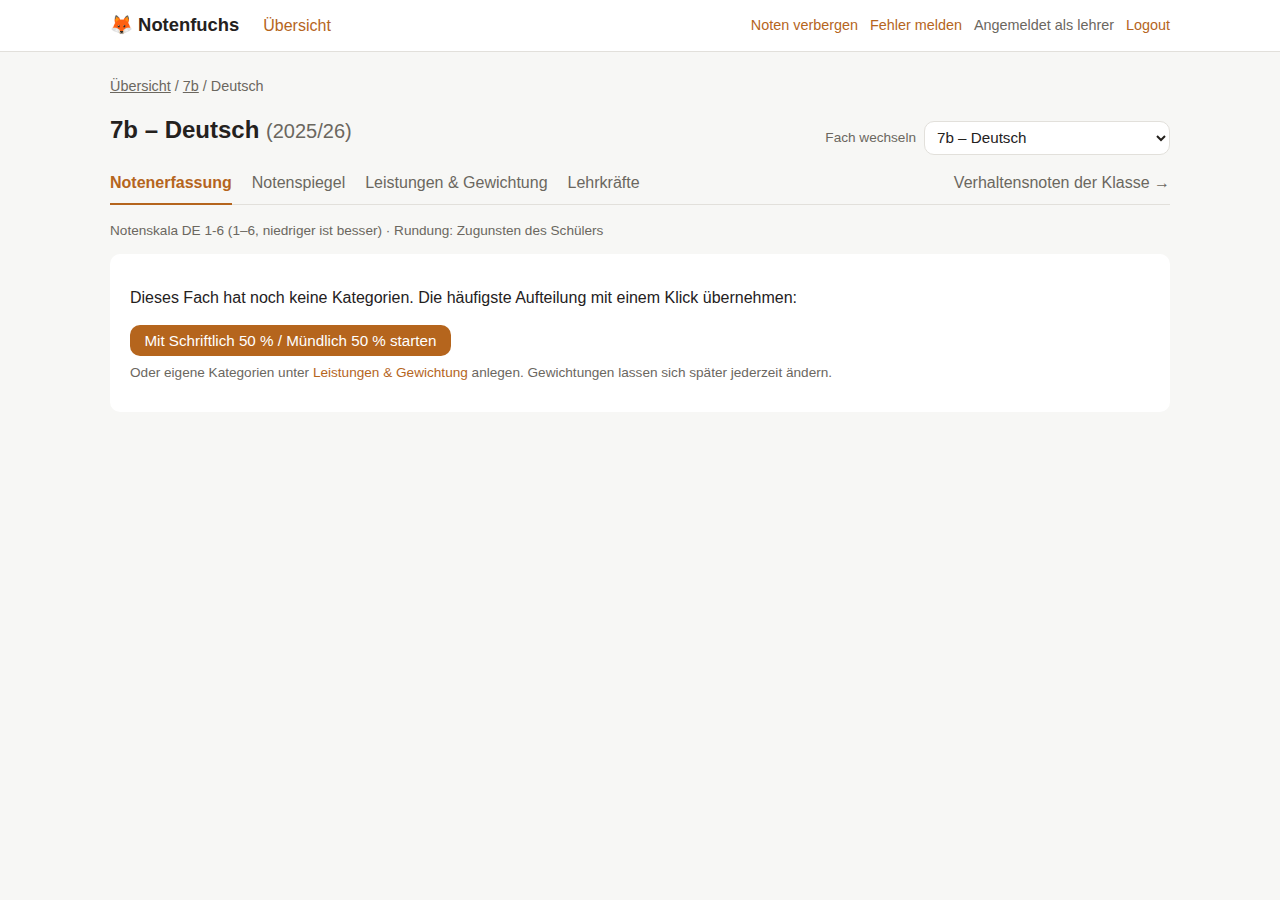 🦊 Notenfuchs Übersicht Noten verbergen Fehler melden Angemeldet als lehrer Logout
Übersicht / 7b / Deutsch
7b – Deutsch (2025/26) Fach wechseln 7b – Deutsch
Notenerfassung Notenspiegel Leistungen & Gewichtung Lehrkräfte Verhaltensnoten der Klasse →
Notenskala DE 1-6 (1–6, niedriger ist besser) · Rundung: Zugunsten des Schülers
Dieses Fach hat noch keine Kategorien. Die häufigste Aufteilung mit einem Klick übernehmen:
Mit Schriftlich 50 % / Mündlich 50 % starten
Oder eigene Kategorien unter Leistungen & Gewichtung anlegen. Gewichtungen lassen sich später jederzeit ändern.